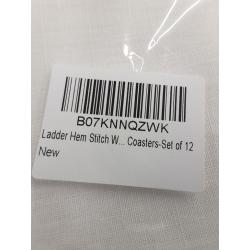 B07KNNQZWK
Ladder Hem Stitch W... Coasters-Set of 12
New